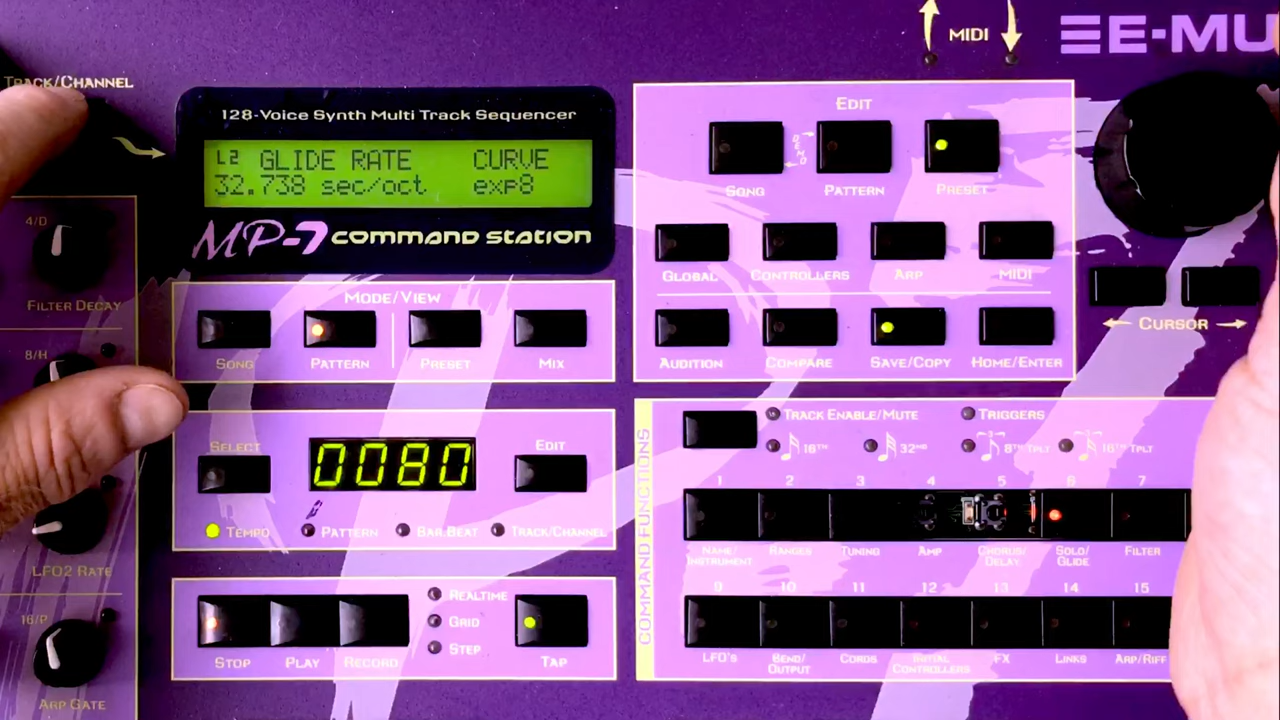 MIDI
E-MU
TRACK/CHANNEL
128-Voice Synth Multi Track Sequencer
L2 GLIDE RATE CURVE
32.738 sec/oct exp8
MP-7 COMMAND STATION
EDIT
SONG PATTERN PRESET
GLOBAL CONTROLLERS ARP MIDI
AUDITION COMPARE SAVE/COPY HOME/ENTER
CURSOR
4/D
FILTER DECAY
8/H
LFO2 RATE
16/P
ARP GATE
MODE/VIEW
SONG PATTERN PRESET MIX
SELECT
0080
EDIT
TEMPO PATTERN BAR.BEAT TRACK/CHANNEL
REALTIME
GRID
STEP
STOP PLAY RECORD TAP
COMMAND FUNCTIONS
TRACK ENABLE/MUTE TRIGGERS
16TH 32ND 8TH TPLT 16TH TPLT
1 2 3 4 5 6 7
NAME/INSTRUMENT RANGES TUNING AMP CHORUS/DELAY SOLO/GLIDE FILTER
9 10 11 12 13 14 15
LFO'S BEND/OUTPUT CORDS INITIAL CONTROLLERS FX LINKS ARP/RIFF